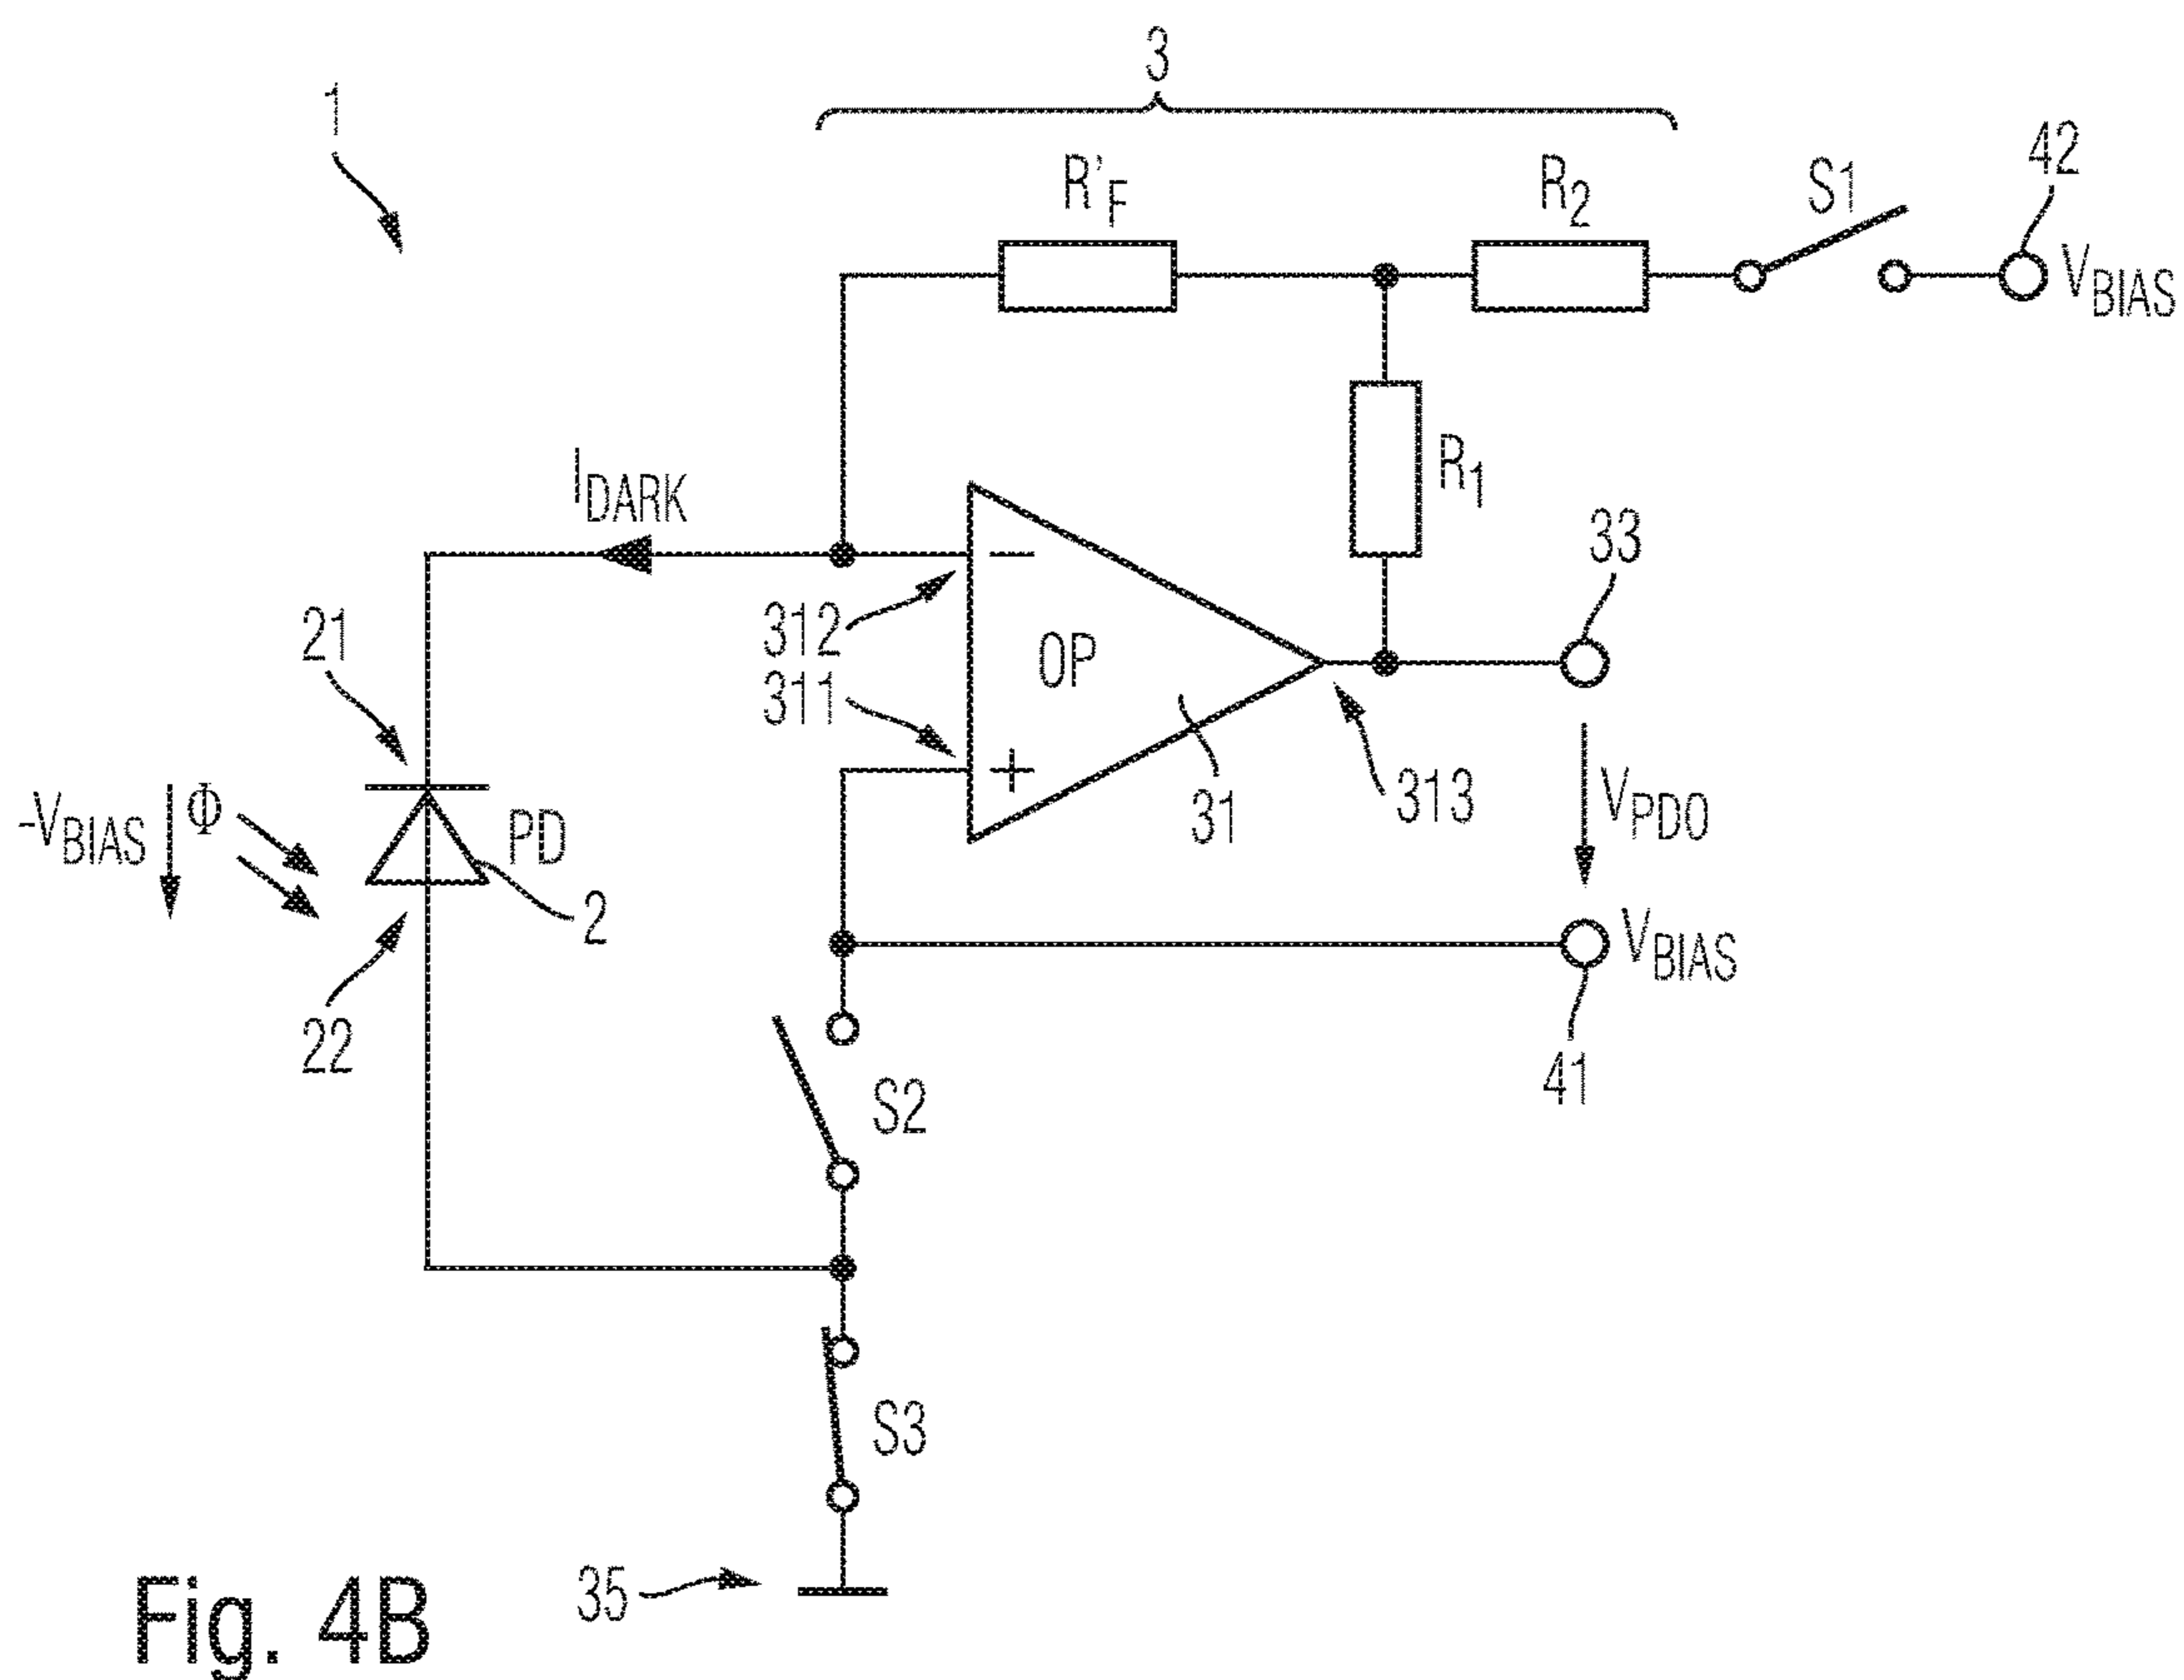 3
1
R'F
R2
S1
42
VBIAS
IDARK
R1
33
312
311
OP
31
313
21
-VBIAS
Φ
PD
2
22
VPDO
VBIAS
41
S2
S3
35
Fig. 4B